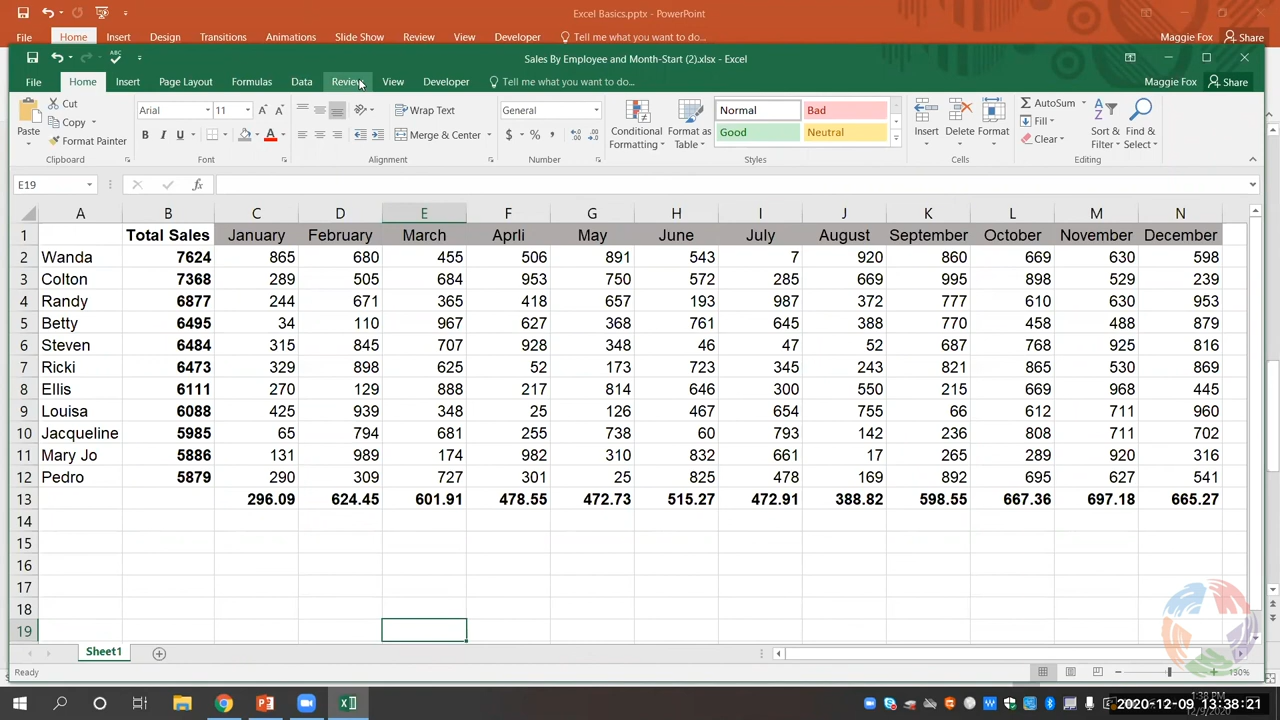 Excel Basics.pptx - PowerPoint
File Home Insert Design Transitions Animations Slide Show Review View Developer Tell me what you want to do... Maggie Fox Share
Sales By Employee and Month-Start (2).xlsx - Excel
File Home Insert Page Layout Formulas Data Review View Developer Tell me what you want to do... Maggie Fox Share
Paste Cut Copy Format Painter Clipboard
Arial 11 B I U A Font
Wrap Text Merge & Center Alignment
General $ % , Number
Conditional Formatting Format as Table Normal Bad Good Neutral Styles
Insert Delete Format Cells
AutoSum Fill Clear Sort & Filter Find & Select Editing
E19 fx
A B C D E F G H I J K L M N
1 Total Sales January February March Aprli May June July August September October November December
2 Wanda 7624 865 680 455 506 891 543 7 920 860 669 630 598
3 Colton 7368 289 505 684 953 750 572 285 669 995 898 529 239
4 Randy 6877 244 671 365 418 657 193 987 372 777 610 630 953
5 Betty 6495 34 110 967 627 368 761 645 388 770 458 488 879
6 Steven 6484 315 845 707 928 348 46 47 52 687 768 925 816
7 Ricki 6473 329 898 625 52 173 723 345 243 821 865 530 869
8 Ellis 6111 270 129 888 217 814 646 300 550 215 669 968 445
9 Louisa 6088 425 939 348 25 126 467 654 755 66 612 711 960
10 Jacqueline 5985 65 794 681 255 738 60 793 142 236 808 711 702
11 Mary Jo 5886 131 989 174 982 310 832 661 17 265 289 920 316
12 Pedro 5879 290 309 727 301 25 825 478 169 892 695 627 541
13 296.09 624.45 601.91 478.55 472.73 515.27 472.91 388.82 598.55 667.36 697.18 665.27
14
15
16
17
18
19
Sheet1
Ready 130%
2020-12-09 13:38:21